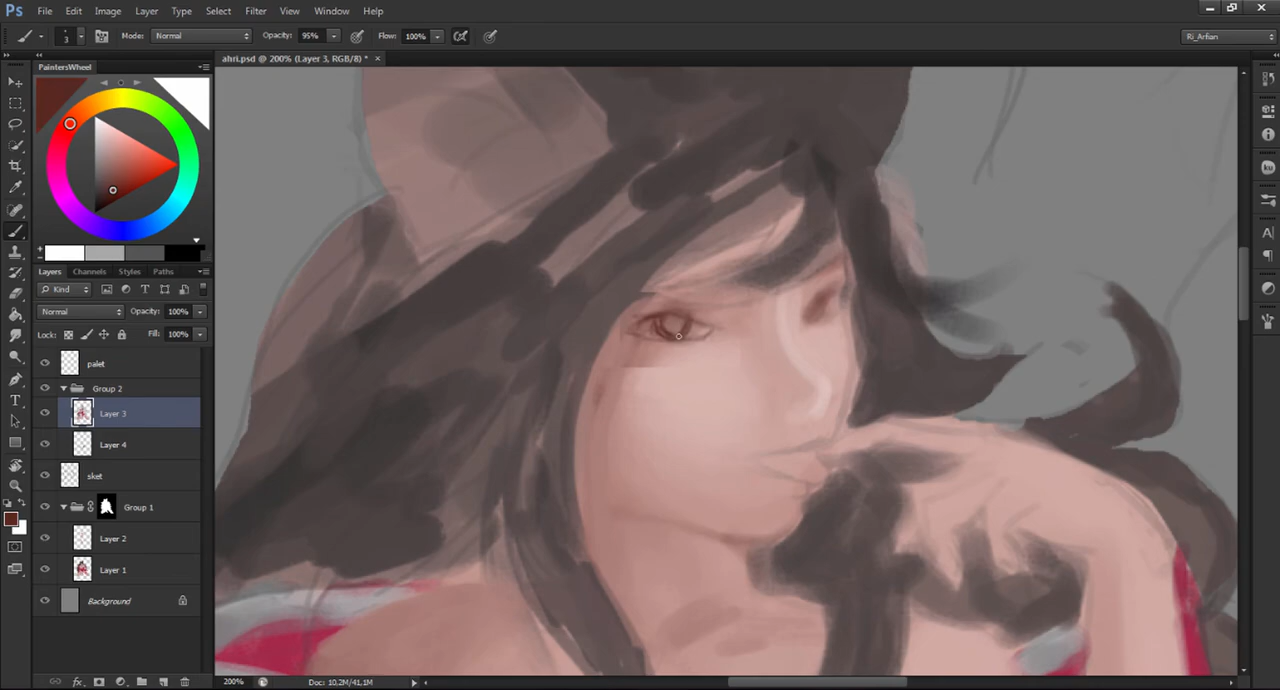 Ps File Edit Image Layer Type Select Filter View Window Help
3 Mode: Normal Opacity: 95% Flow: 100% Ri_Arfian
ahri.psd @ 200% (Layer 3, RGB/8) * ×
PaintersWheel
Layers Channels Styles Paths
Kind
Normal Opacity: 100%
Lock: Fill: 100%
palet
Group 2
Layer 3
Layer 4
sket
Group 1
Layer 2
Layer 1
Background
ku
A
T
fx
200% Doc: 10,2M/41,1M